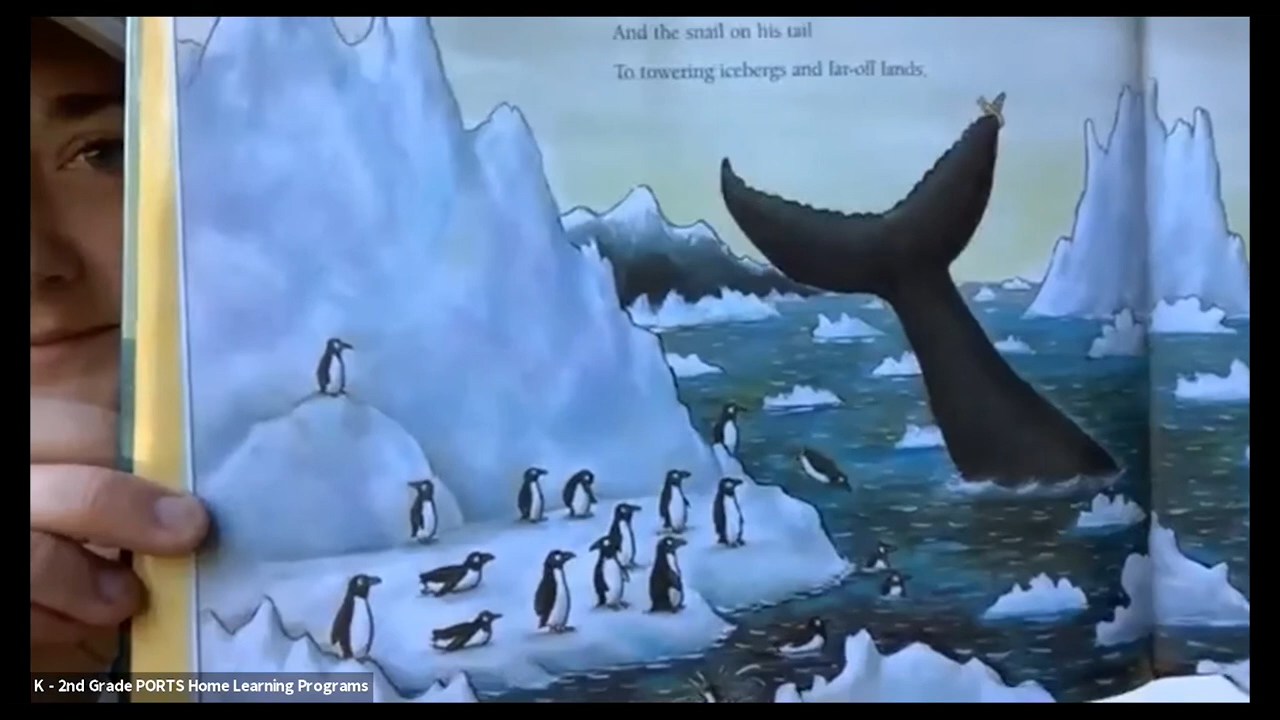 And the snail on his tail
To towering icebergs and far-off lands,
K - 2nd Grade PORTS Home Learning Programs